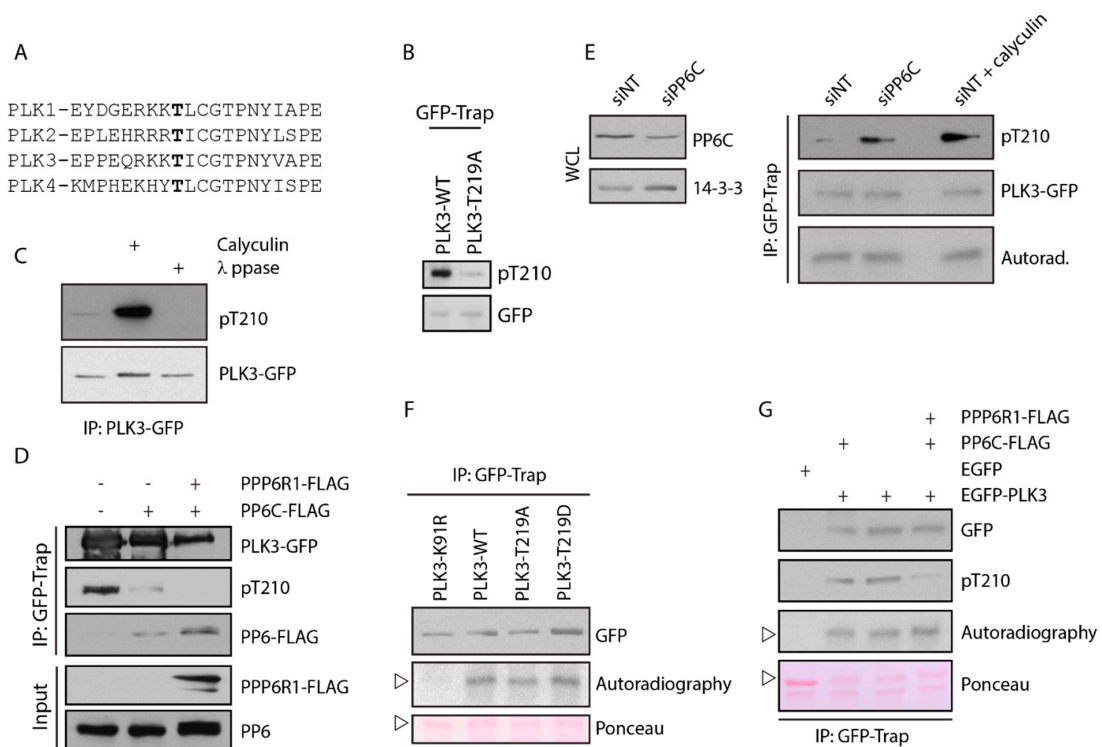 A
PLK1-EYDGERKKTLCGTPNYIAPE
PLK2-EPLEHRRRTICGTPNYLSPE
PLK3-EPPEQRKKTICGTPNYVAPE
PLK4-KMPHEKHYTLCGTPNYISPE
B
GFP-Trap
PLK3-WT
PLK3-T219A
pT210
GFP
C
+ Calyculin
+ λ ppase
pT210
PLK3-GFP
IP: PLK3-GFP
D
- - + PPP6R1-FLAG
- + + PP6C-FLAG
IP: GFP-Trap
PLK3-GFP
pT210
PP6-FLAG
Input
PPP6R1-FLAG
PP6
E
siNT
siPP6C
WCL
PP6C
14-3-3
siNT
siPP6C
siNT + calyculin
IP: GFP-Trap
pT210
PLK3-GFP
Autorad.
F
IP: GFP-Trap
PLK3-K91R
PLK3-WT
PLK3-T219A
PLK3-T219D
GFP
Autoradiography
Ponceau
G
+ PPP6R1-FLAG
+ + PP6C-FLAG
+ EGFP
+ + + EGFP-PLK3
GFP
pT210
Autoradiography
Ponceau
IP: GFP-Trap